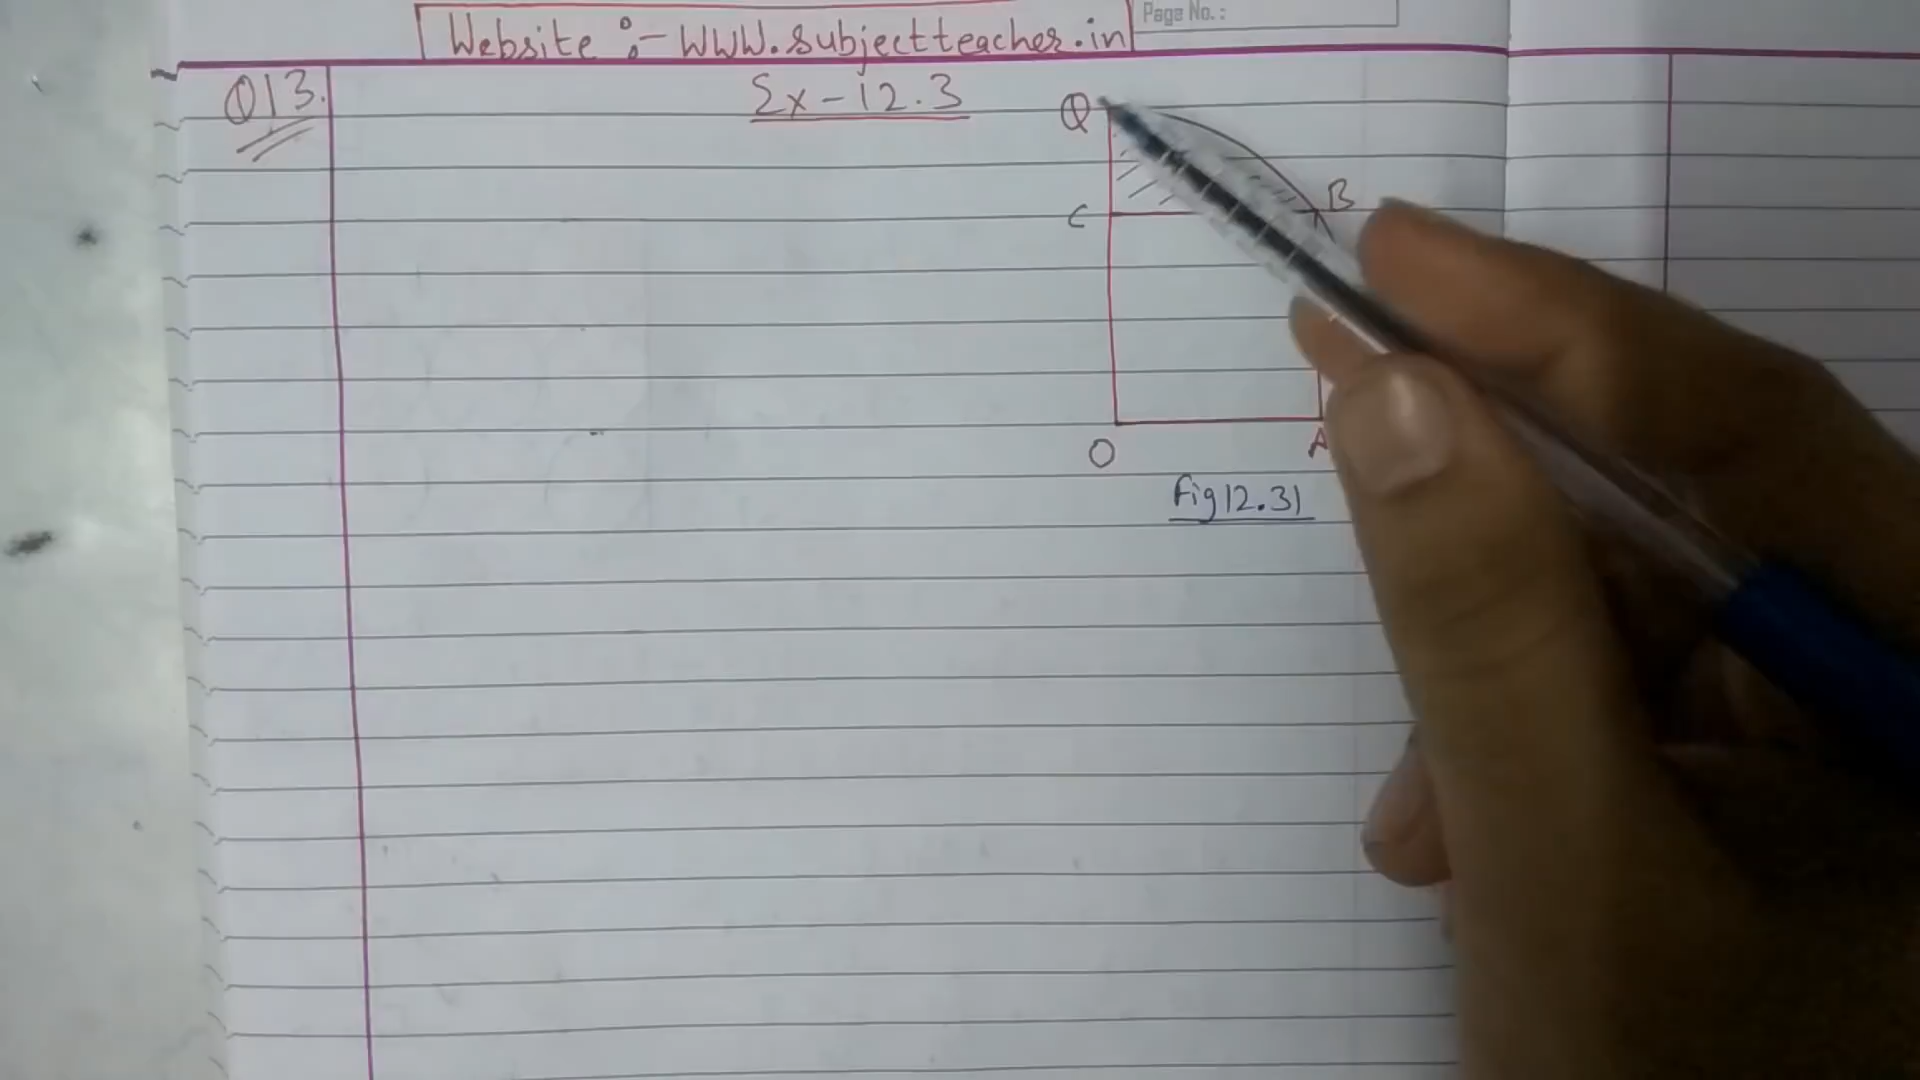 Page No.:
Website :- www.subjectteacher.in
Q13.
Ex-12.3
Q
B
C
O
A
Fig 12.31